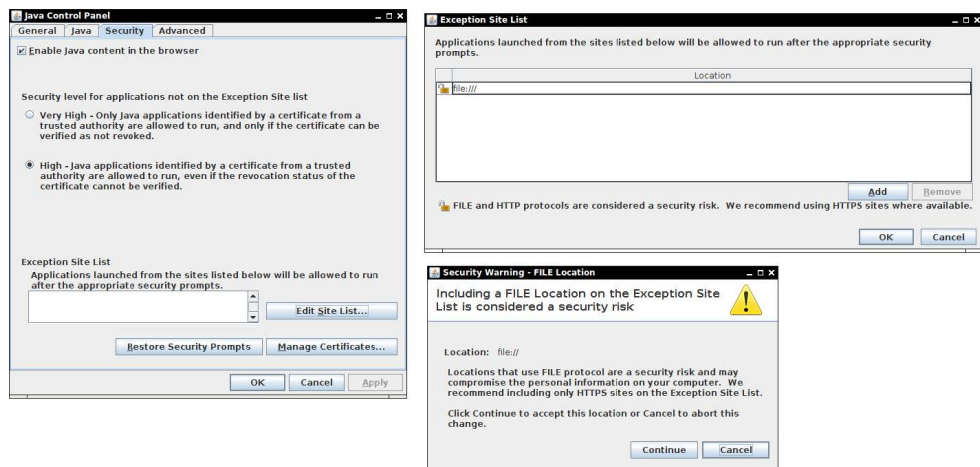 Java Control Panel
General Java Security Advanced
Enable Java content in the browser
Security level for applications not on the Exception Site list
Very High - Only Java applications identified by a certificate from a
trusted authority are allowed to run, and only if the certificate can be
verified as not revoked.
High - Java applications identified by a certificate from a trusted
authority are allowed to run, even if the revocation status of the
certificate cannot be verified.
Exception Site List
Applications launched from the sites listed below will be allowed to run
after the appropriate security prompts.
Edit Site List...
Restore Security Prompts Manage Certificates...
OK Cancel Apply
Exception Site List
Applications launched from the sites listed below will be allowed to run after the appropriate security
prompts.
Location
file:///
Add Remove
FILE and HTTP protocols are considered a security risk. We recommend using HTTPS sites where available.
OK Cancel
Security Warning - FILE Location
Including a FILE Location on the Exception Site
List is considered a security risk
Location: file://
Locations that use FILE protocol are a security risk and may
compromise the personal information on your computer. We
recommend including only HTTPS sites on the Exception Site List.
Click Continue to accept this location or Cancel to abort this
change.
Continue Cancel